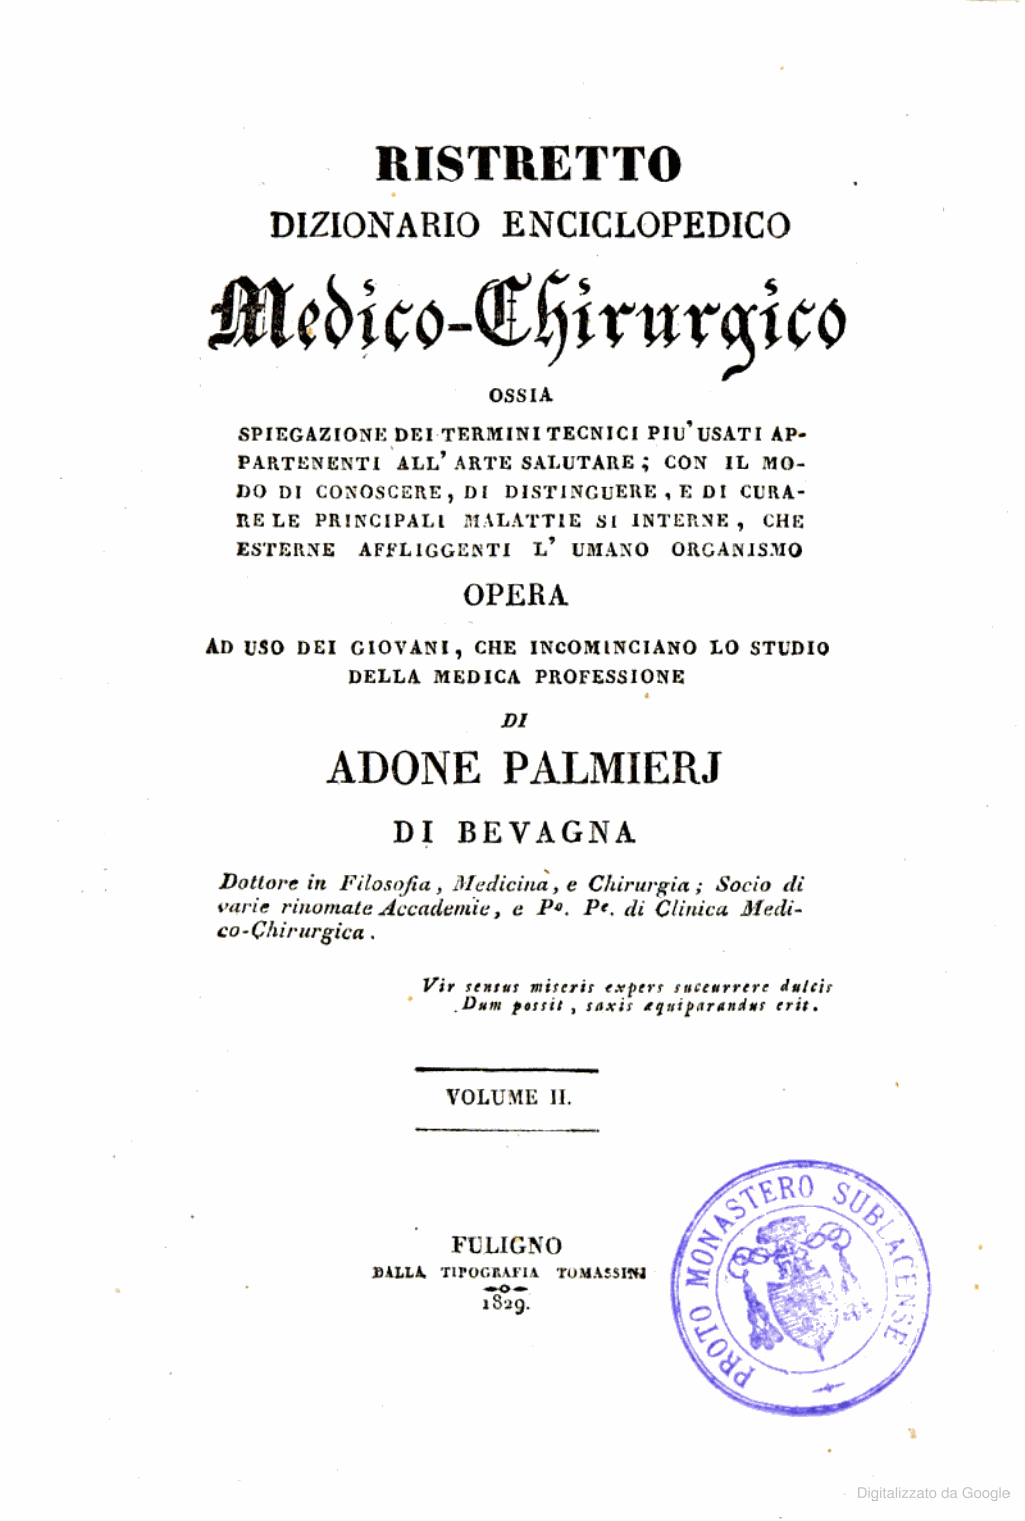 RISTRETTO
DIZIONARIO ENCICLOPEDICO
Medico-Chirurgico
OSSIA
SPIEGAZIONE DEI TERMINI TECNICI PIU' USATI AP-
PARTENENTI ALL' ARTE SALUTARE; CON IL MO-
DO DI CONOSCERE, DI DISTINGUERE, E DI CURA-
RE LE PRINCIPALI MALATTIE SI INTERNE, CHE
ESTERNE AFFLIGGENTI L' UMANO ORGANISMO
OPERA
AD USO DEI GIOVANI, CHE INCOMINCIANO LO STUDIO
DELLA MEDICA PROFESSIONE
DI
ADONE PALMIERJ
DI BEVAGNA
Dottore in Filosofia, Medicina, e Chirurgia; Socio di
varie rinomate Accademie, e Pº. Pᵉ. di Clinica Medi-
co-Chirurgica.
Vir sensus miseris expers succurrere dulcis
Dum possit, saxis æquiparandus erit.
VOLUME II.
FULIGNO
DALLA TIPOGRAFIA TOMASSINI
1829.
PROTO MONASTERO SUBLACENSE
Digitalizzato da Google